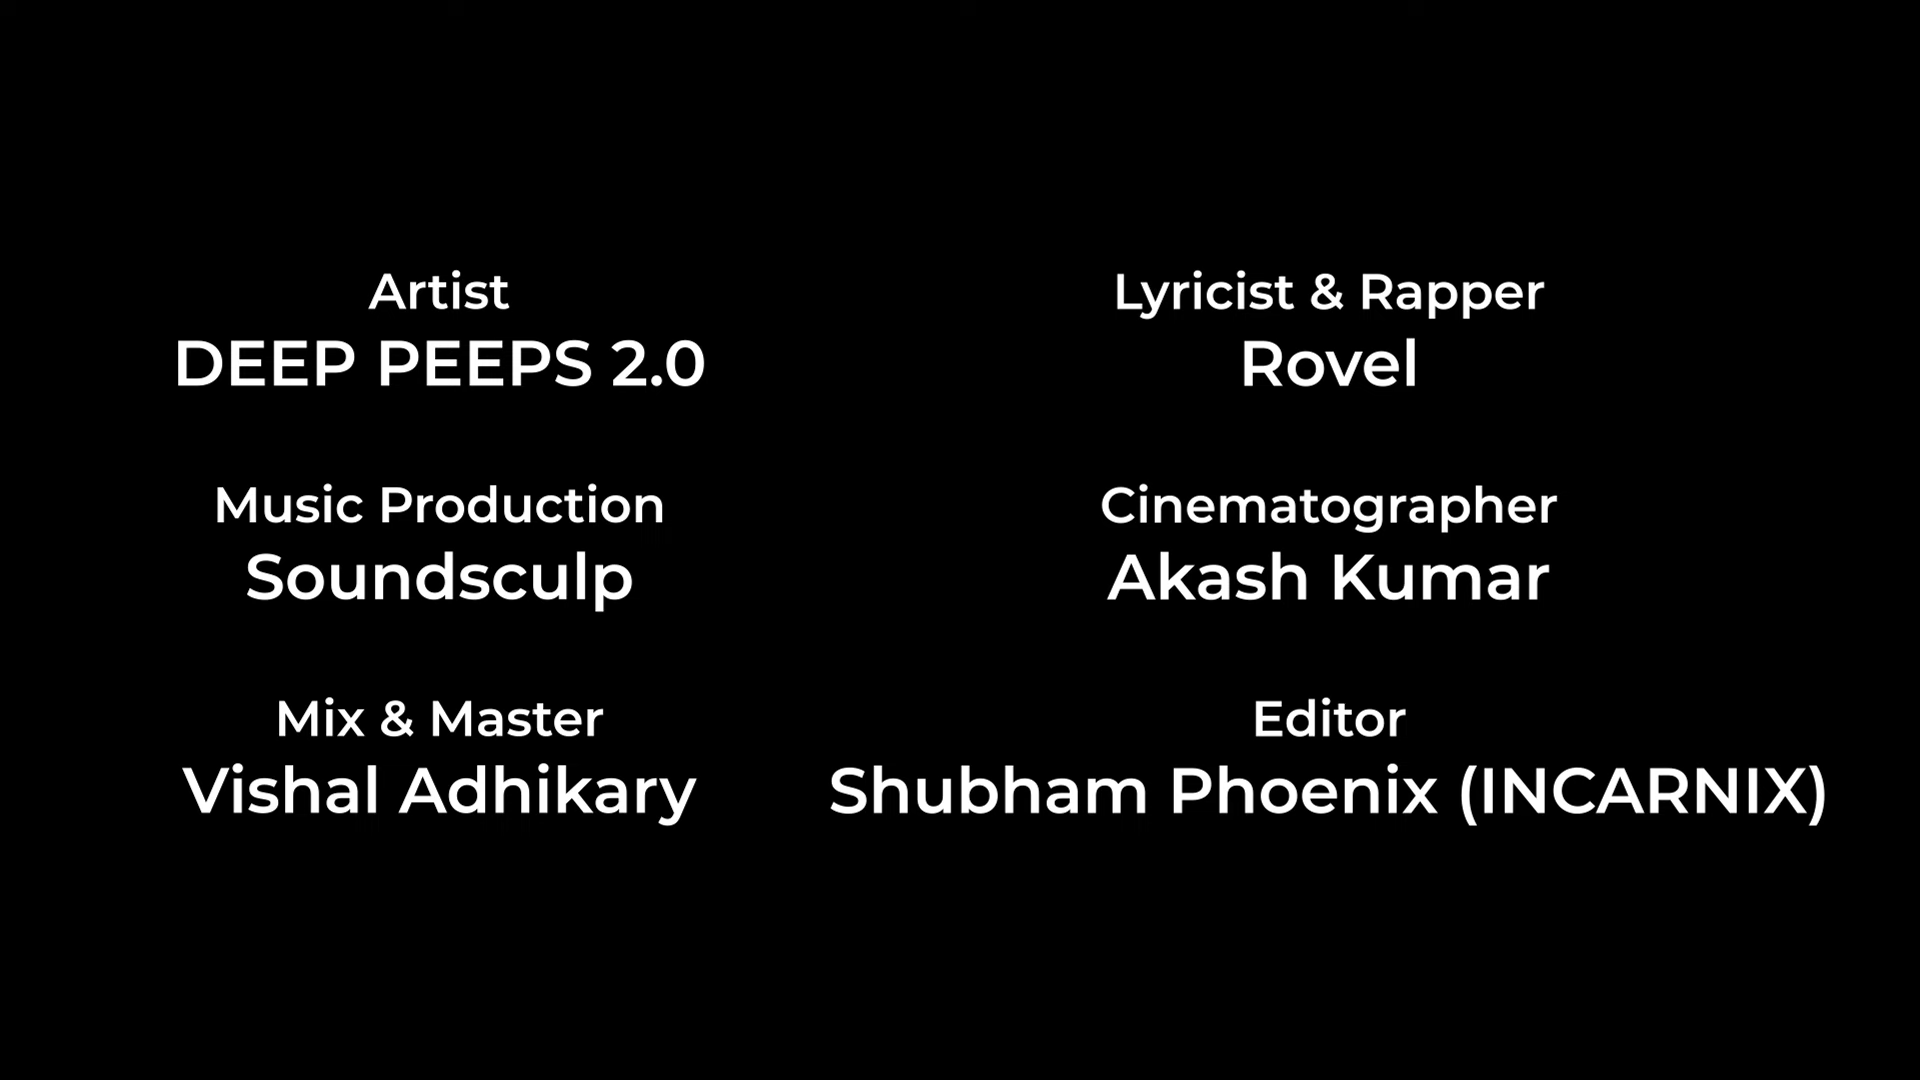 Artist
DEEP PEEPS 2.0
Lyricist & Rapper
Rovel
Music Production
Soundsculp
Cinematographer
Akash Kumar
Mix & Master
Vishal Adhikary
Editor
Shubham Phoenix (INCARNIX)